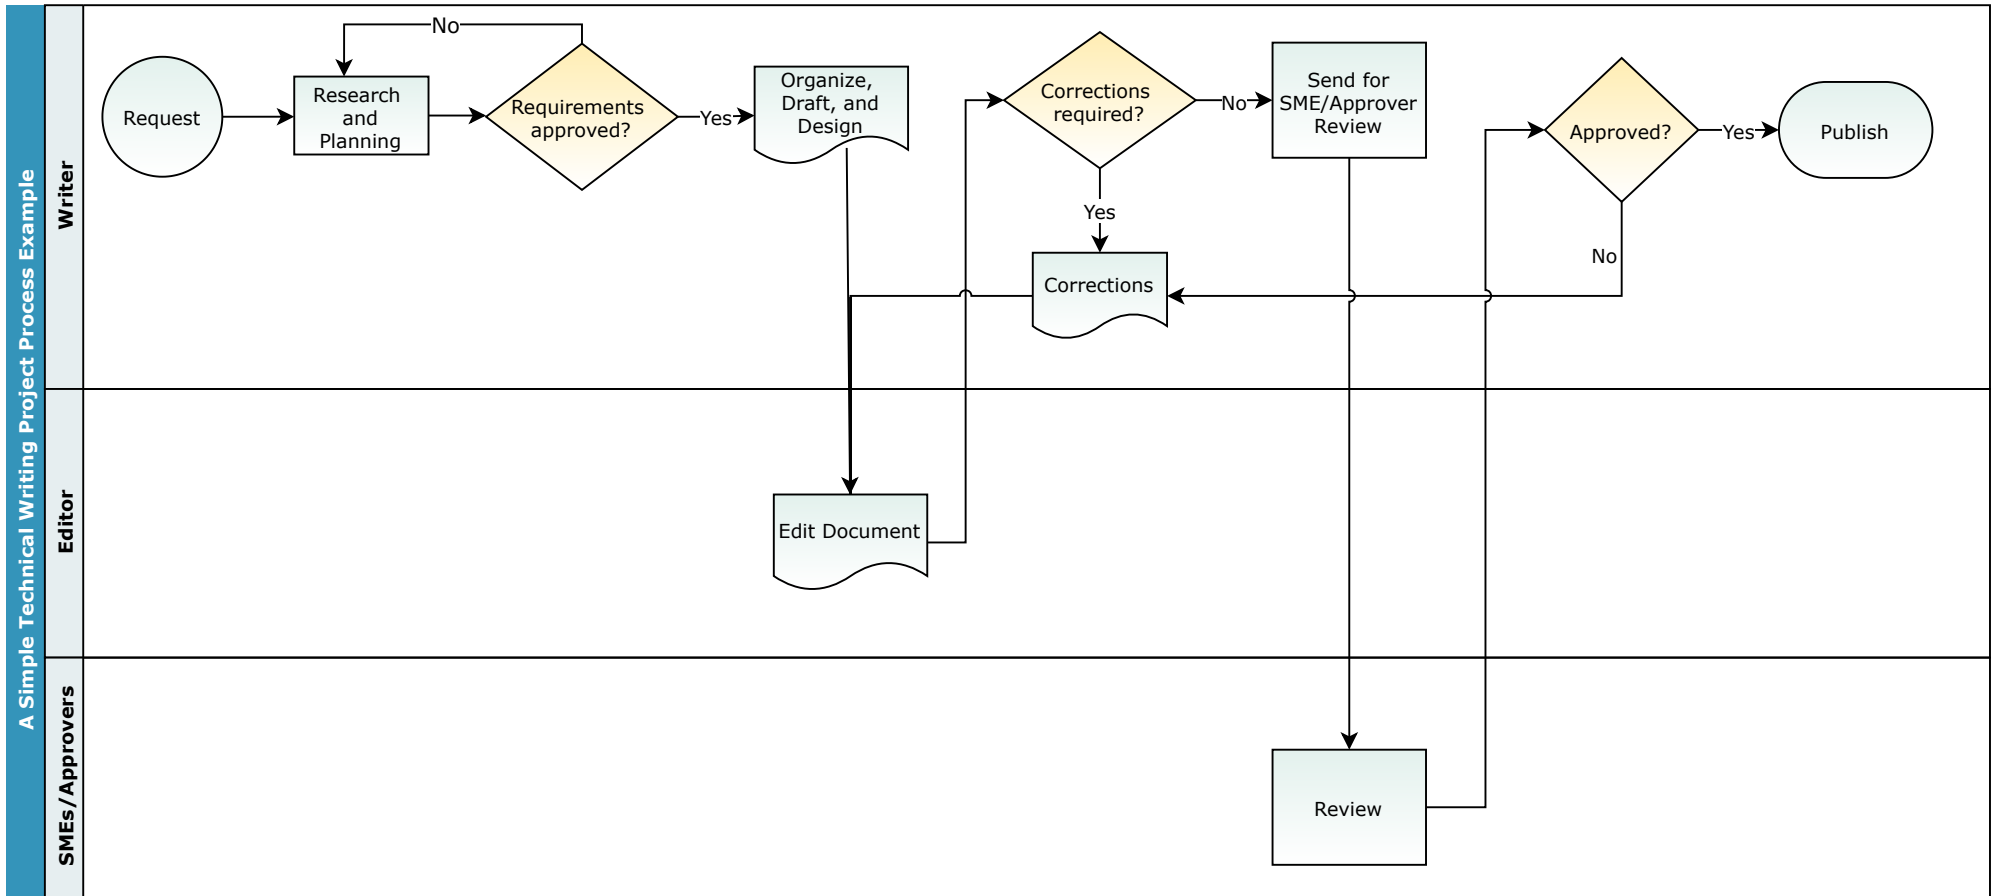 A Simple Technical Writing Project Process Example
Writer
Request
Research
and
Planning
No
Requirements
approved?
Yes
Organize,
Draft, and
Design
Corrections
required?
No
Yes
Corrections
Send for
SME/Approver
Review
Approved?
Yes
No
Publish
Editor
Edit Document
SMEs/Approvers
Review